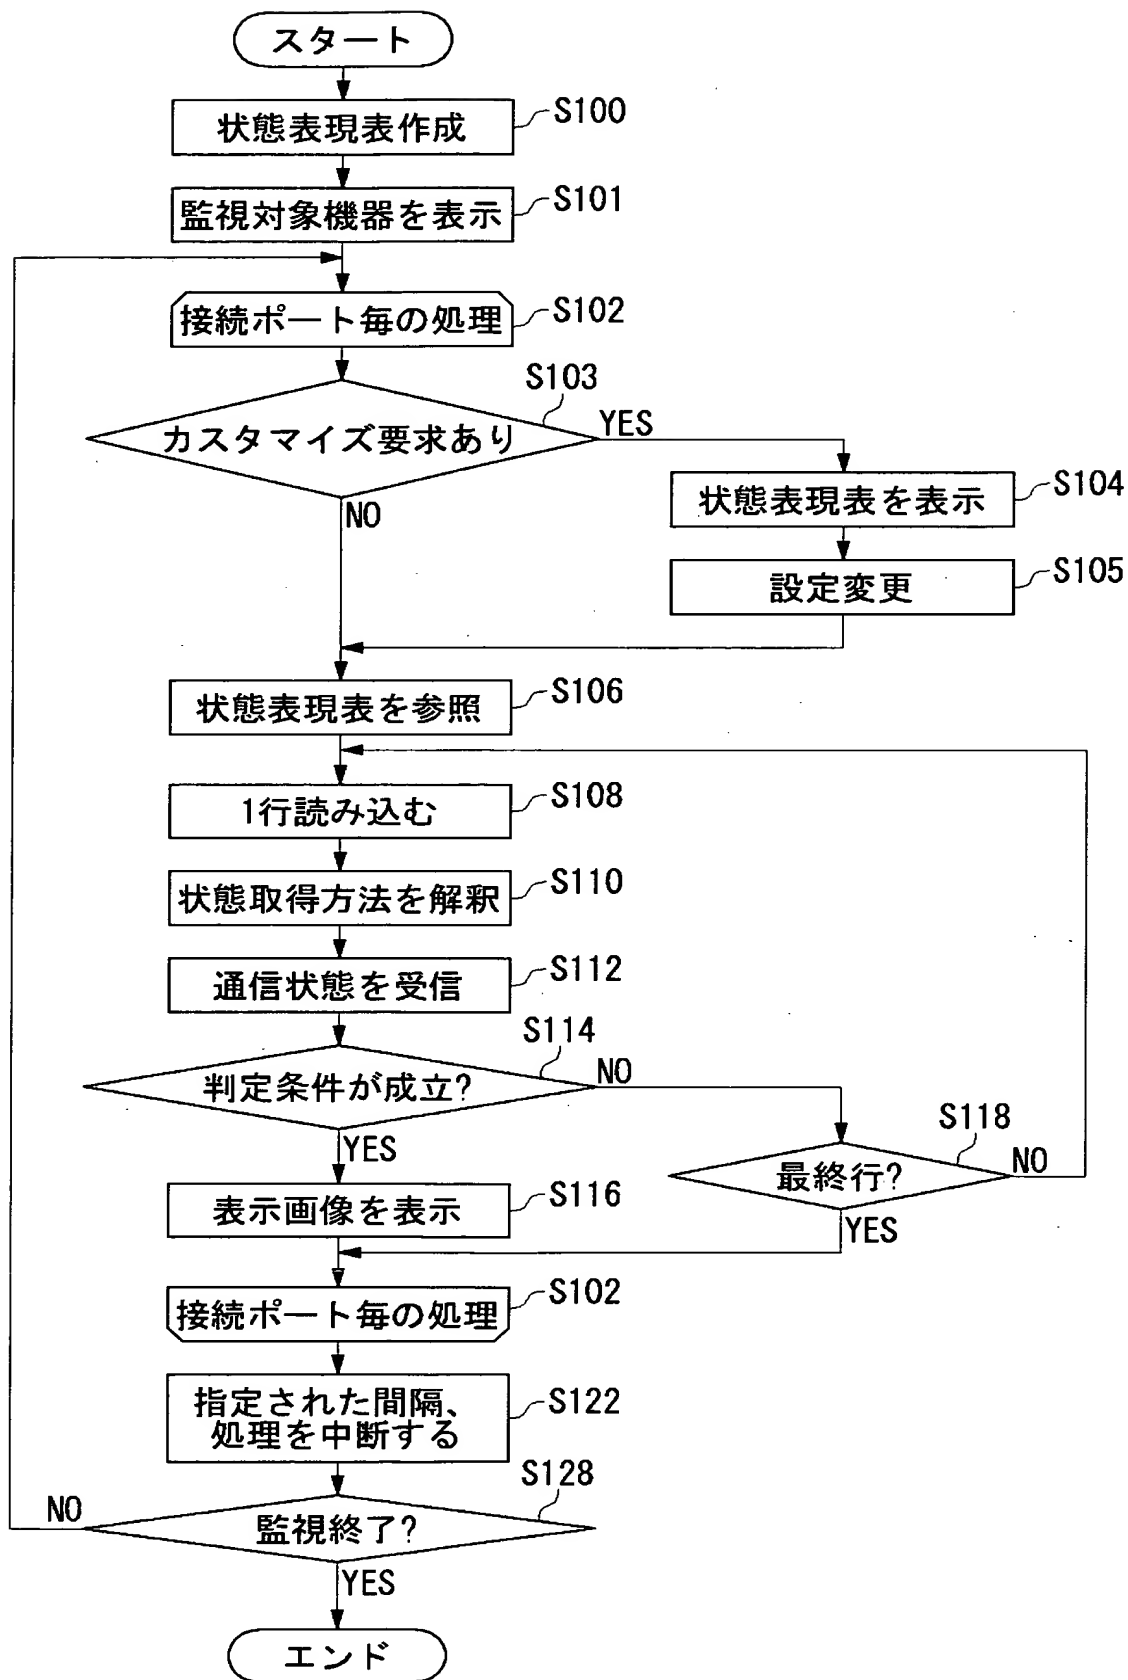 スタート
状態表現表作成
S100
監視対象機器を表示
S101
接続ポート毎の処理
S102
S103
カスタマイズ要求あり
YES
NO
状態表現表を表示
S104
設定変更
S105
状態表現表を参照
S106
1行読み込む
S108
状態取得方法を解釈
S110
通信状態を受信
S112
S114
判定条件が成立?
NO
YES
S118
最終行?
NO
YES
表示画像を表示
S116
接続ポート毎の処理
S102
指定された間隔、
処理を中断する
S122
S128
監視終了?
NO
YES
エンド